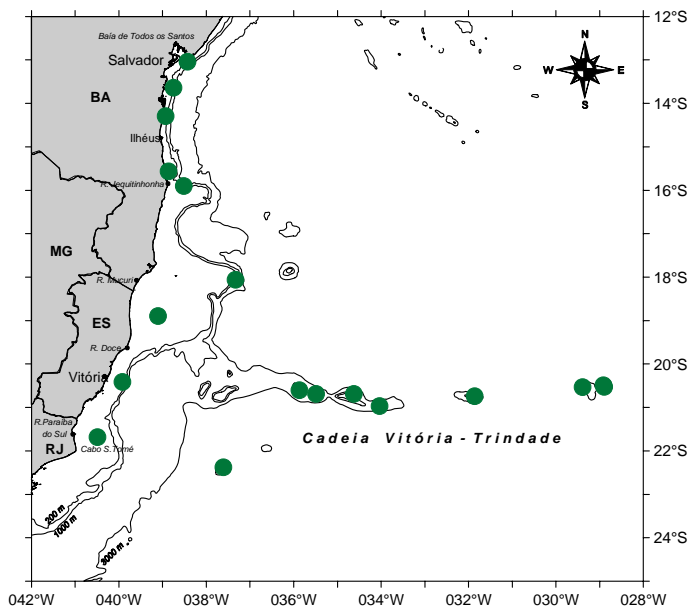 12°S
Baía de Todos os Santos
Salvador
N
W
E
S
BA
14°S
Ilhéus
R. Jequitinhonha
16°S
MG
R. Mucuri
18°S
ES
R. Doce
20°S
Vitória
R.Paraíba
do Sul
RJ
Cabo S.Tomé
Cadeia Vitória - Trindade
22°S
200 m
1000 m
3000 m
24°S
042°W
040°W
038°W
036°W
034°W
032°W
030°W
028°W